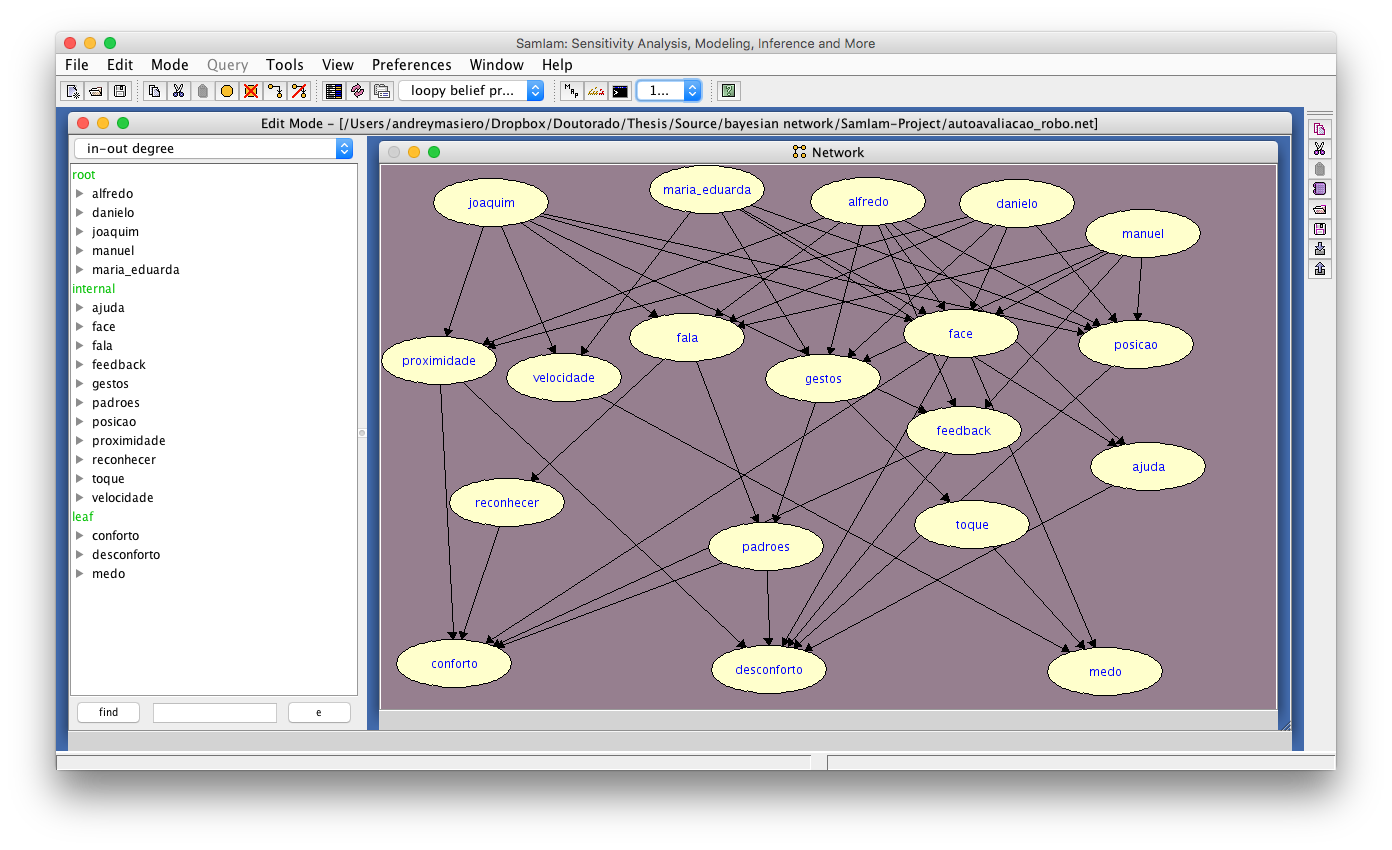 SamIam: Sensitivity Analysis, Modeling, Inference and More
File Edit Mode Query Tools View Preferences Window Help
loopy belief pr... 1...
Edit Mode – [/Users/andreymasiero/Dropbox/Doutorado/Thesis/Source/bayesian network/SamIam-Project/autoavaliacao_robo.net]
in-out degree
root
alfredo
danielo
joaquim
manuel
maria_eduarda
internal
ajuda
face
fala
feedback
gestos
padroes
posicao
proximidade
reconhecer
toque
velocidade
leaf
conforto
desconforto
medo
find e
Network
joaquim maria_eduarda alfredo danielo
manuel
proximidade velocidade fala gestos face posicao
feedback
ajuda
reconhecer
padroes toque
conforto desconforto medo